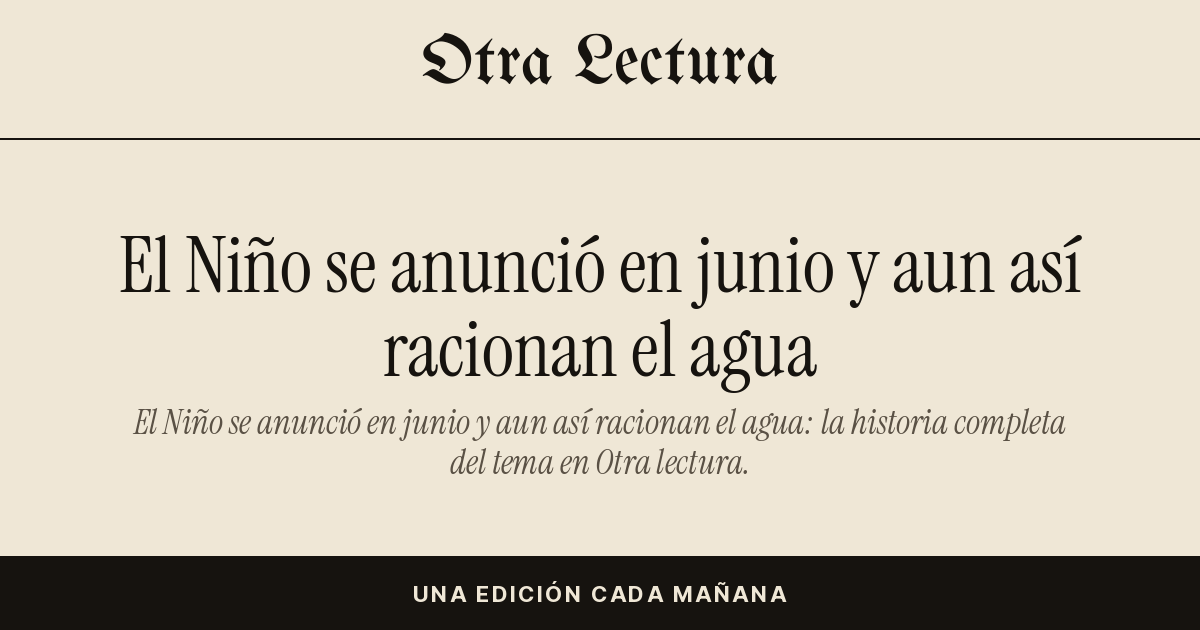 Otra Lectura
El Niño se anunció en junio y aun así
racionan el agua
El Niño se anunció en junio y aun así racionan el agua: la historia completa
del tema en Otra lectura.
UNA EDICIÓN CADA MAÑANA